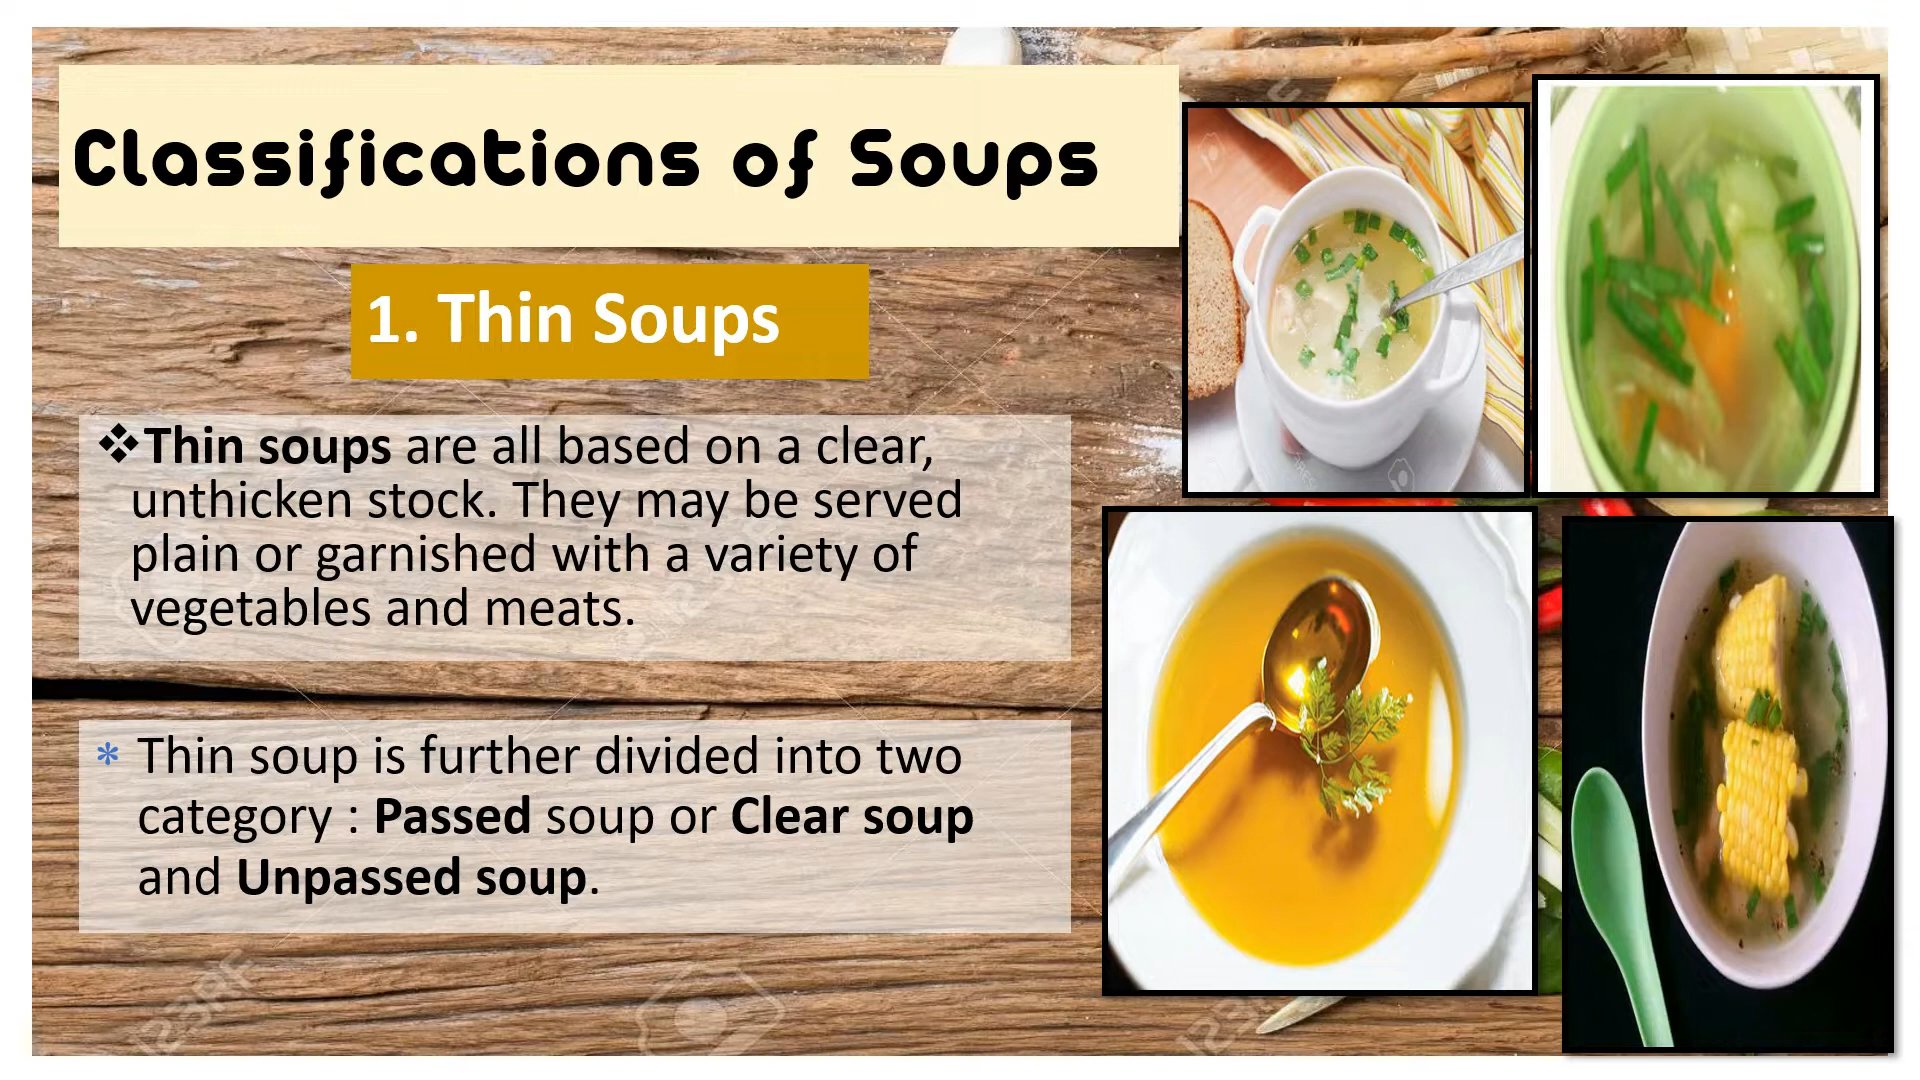 Classifications of Soups
1. Thin Soups
❖Thin soups are all based on a clear,
unthicken stock. They may be served
plain or garnished with a variety of
vegetables and meats.
* Thin soup is further divided into two
category : Passed soup or Clear soup
and Unpassed soup.
123RF
123RF